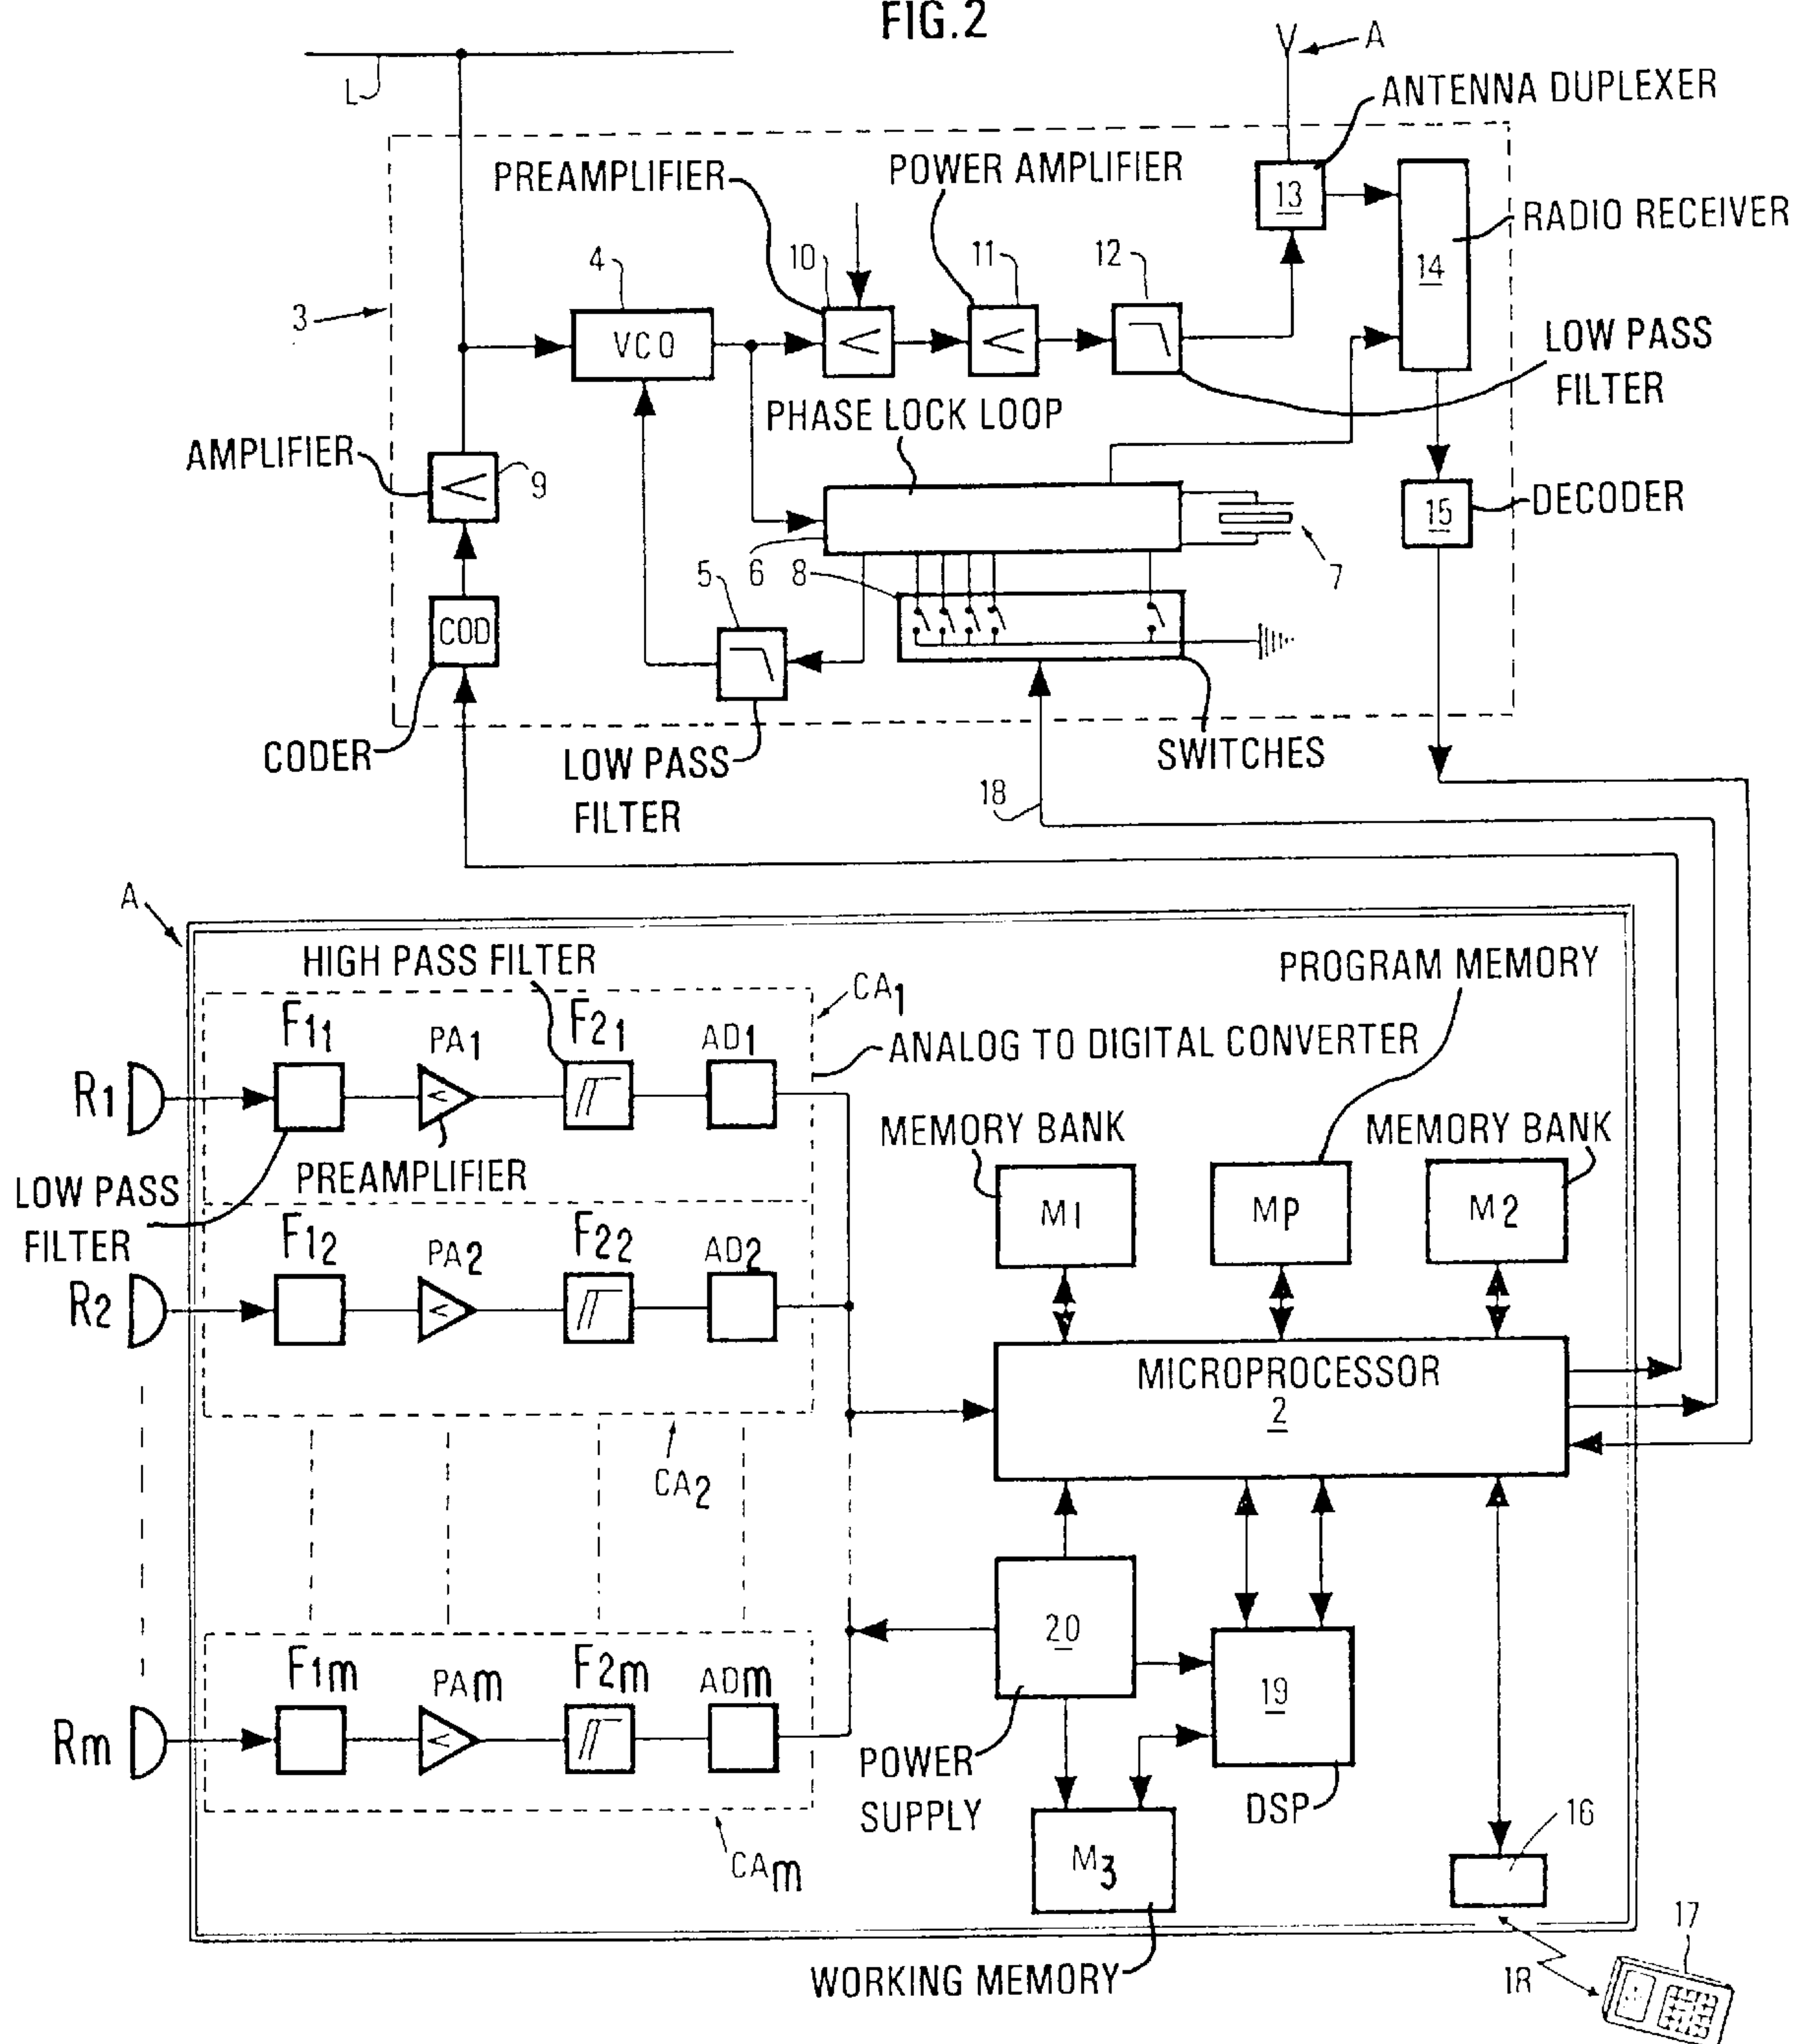 FIG.2
L
A
ANTENNA DUPLEXER
PREAMPLIFIER
POWER AMPLIFIER
13
RADIO RECEIVER
14
3
4
10
11
12
VCO
LOW PASS
FILTER
PHASE LOCK LOOP
AMPLIFIER
9
15
DECODER
6
8
7
5
COD
CODER
LOW PASS
FILTER
SWITCHES
18
A
HIGH PASS FILTER
PROGRAM MEMORY
CA1
F11
PA1
F21
AD1
ANALOG TO DIGITAL CONVERTER
R1
MEMORY BANK
MEMORY BANK
LOW PASS
FILTER
PREAMPLIFIER
M1
MP
M2
F12
PA2
F22
AD2
R2
MICROPROCESSOR
2
CA2
20
F1m
PAm
F2m
ADm
19
Rm
POWER
SUPPLY
DSP
16
CAm
M3
17
WORKING MEMORY
18